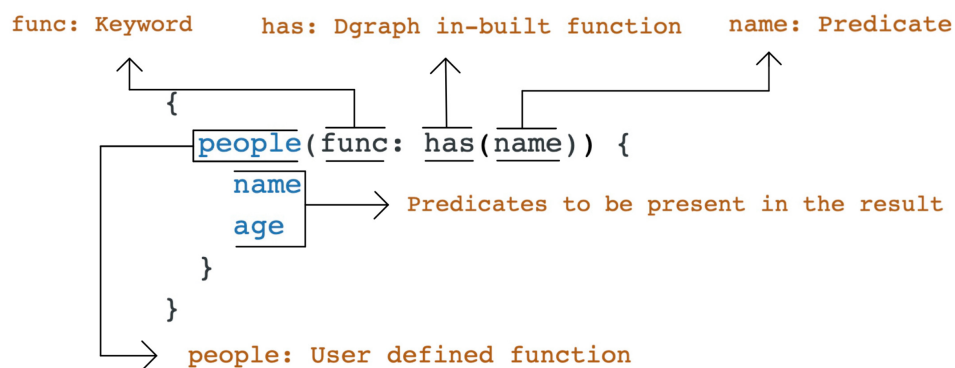 func: Keyword
has: Dgraph in-built function
name: Predicate
{
people(func: has(name)) {
name
age
Predicates to be present in the result
}
}
people: User defined function